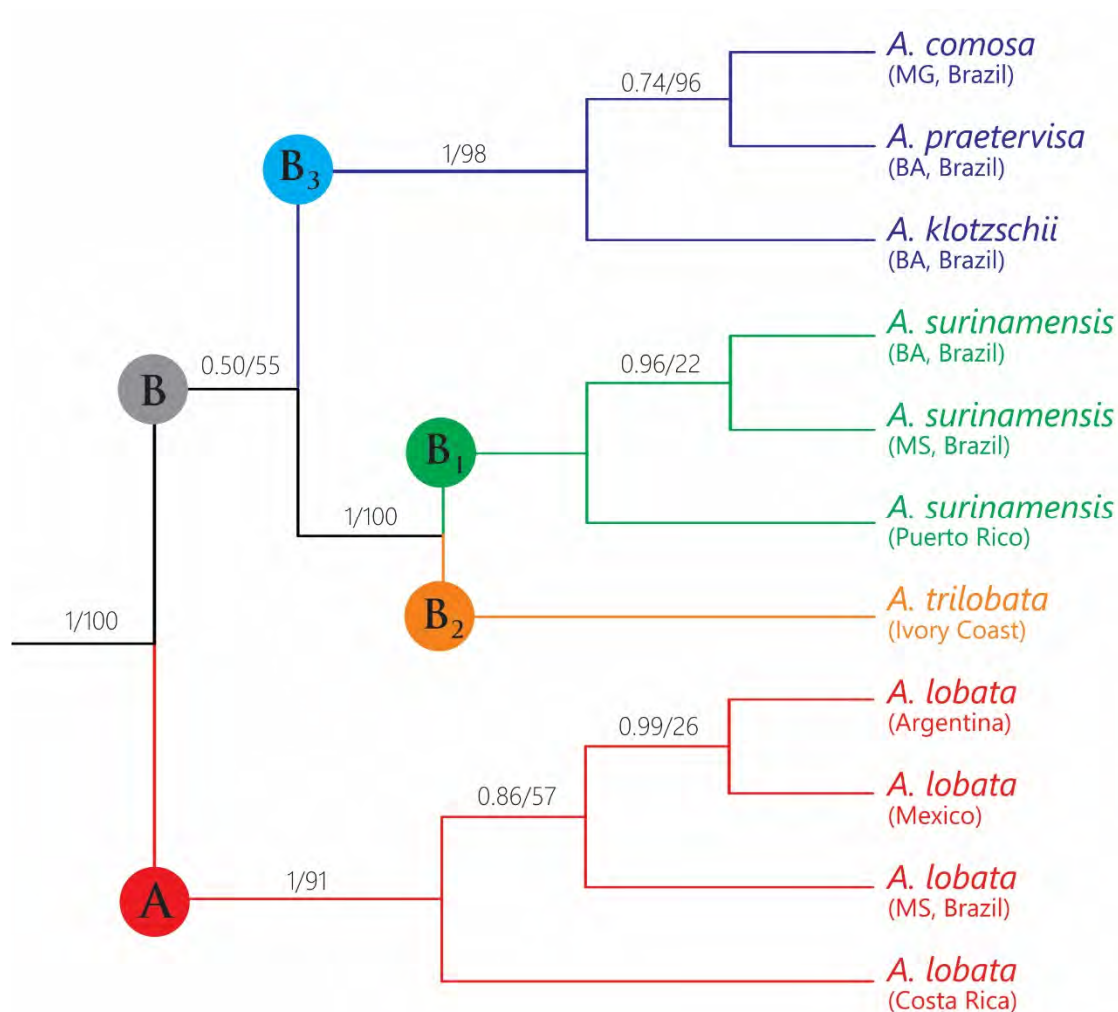 A. comosa
(MG, Brazil)
0.74/96
A. praetervisa
(BA, Brazil)
B3
1/98
A. klotzschii
(BA, Brazil)
A. surinamensis
(BA, Brazil)
B
0.50/55
0.96/22
A. surinamensis
(MS, Brazil)
B1
A. surinamensis
(Puerto Rico)
1/100
B2
A. trilobata
(Ivory Coast)
1/100
A. lobata
(Argentina)
0.99/26
A. lobata
(Mexico)
0.86/57
A. lobata
(MS, Brazil)
A
1/91
A. lobata
(Costa Rica)